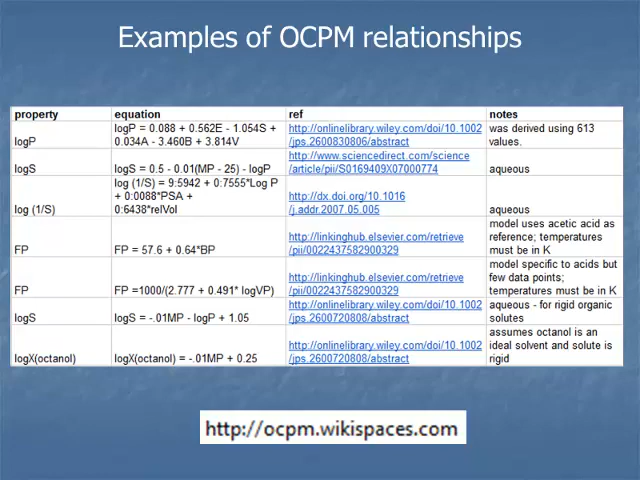 Examples of OCPM relationships
property equation ref notes
logP = 0.088 + 0.562E - 1.054S + http://onlinelibrary.wiley.com/doi/10.1002 was derived using 613
logP 0.034A - 3.460B + 3.814V /jps.2600830806/abstract values.
http://www.sciencedirect.com/science
logS logS = 0.5 - 0.01(MP - 25) - logP /article/pii/S0169409X07000774 aqueous
log (1/S) = 9:5942 + 0:7555*Log P
+ 0:0088*PSA + http://dx.doi.org/10.1016
log (1/S) 0:6438*relVol /j.addr.2007.05.005 aqueous
model uses acetic acid as
http://linkinghub.elsevier.com/retrieve reference; temperatures
FP FP = 57.6 + 0.64*BP /pii/0022437582900329 must be in K
model specific to acids but
http://linkinghub.elsevier.com/retrieve few data points;
FP FP =1000/(2.777 + 0.491* logVP) /pii/0022437582900329 temperatures must be in K
http://onlinelibrary.wiley.com/doi/10.1002 aqueous - for rigid organic
logS logS = -.01MP - logP + 1.05 /jps.2600720808/abstract solutes
assumes octanol is an
http://onlinelibrary.wiley.com/doi/10.1002 ideal solvent and solute is
logX(octanol) logX(octanol) = -.01MP + 0.25 /jps.2600720808/abstract rigid
http://ocpm.wikispaces.com